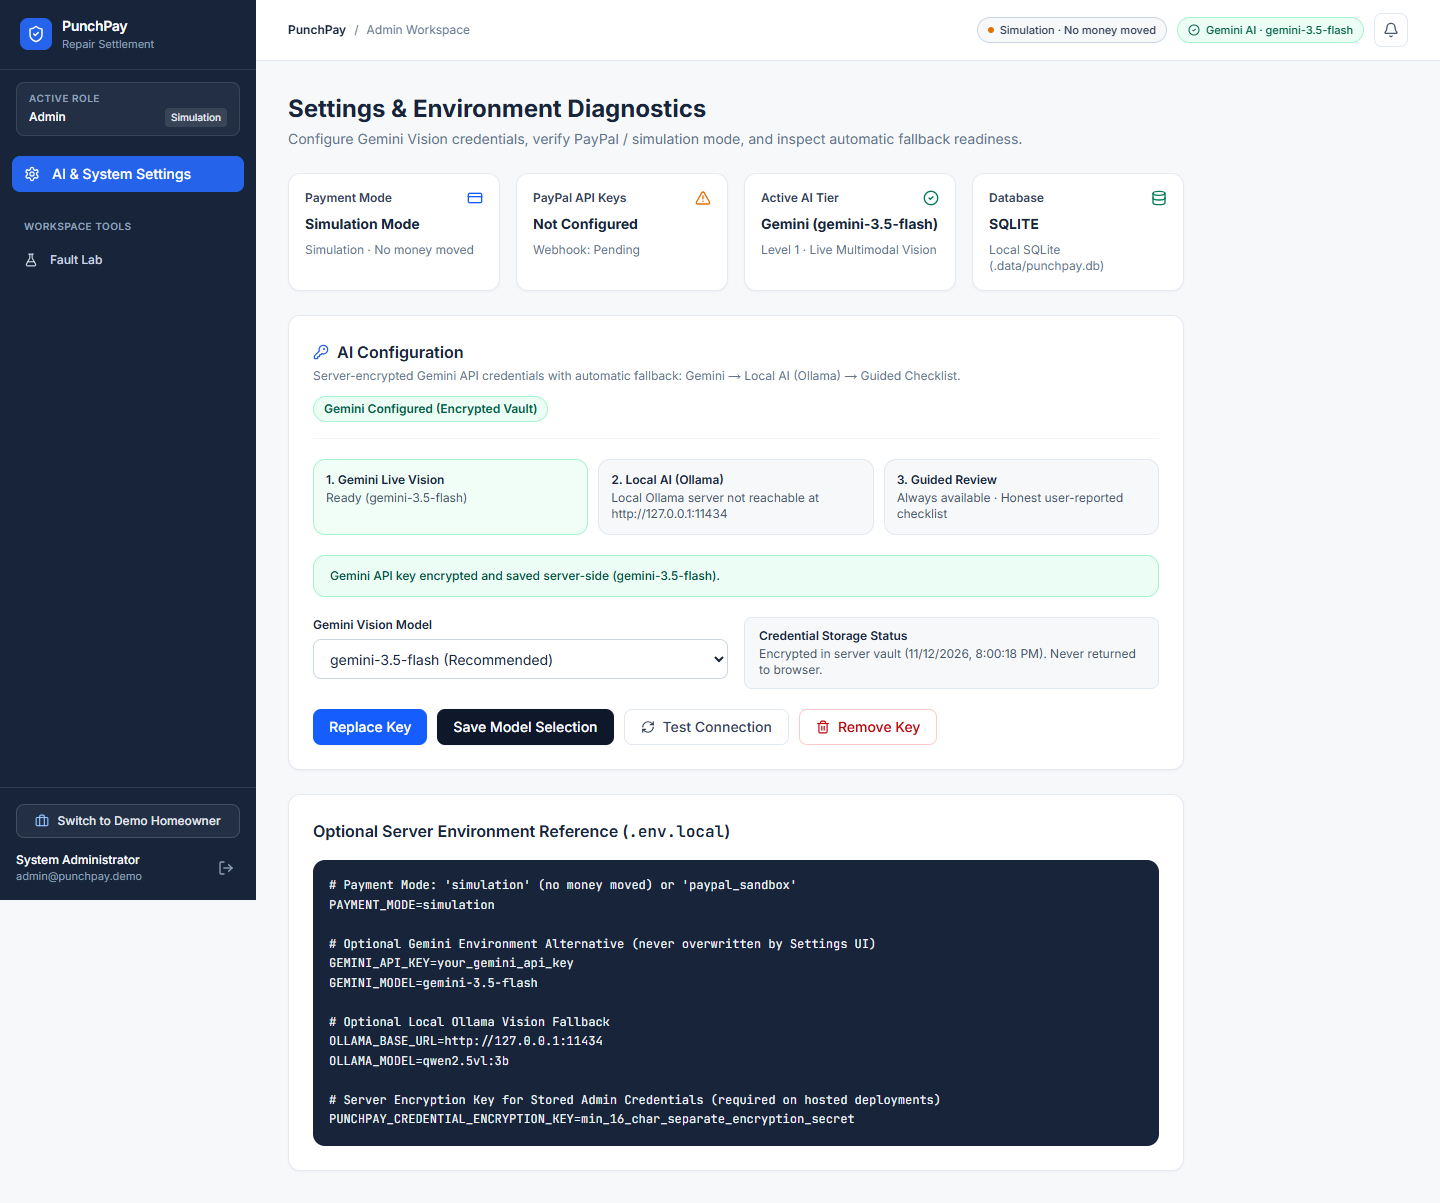 PunchPay
Repair Settlement
ACTIVE ROLE
Admin
Simulation
AI & System Settings
WORKSPACE TOOLS
Fault Lab
Switch to Demo Homeowner
System Administrator
admin@punchpay.demo
PunchPay / Admin Workspace
Simulation · No money moved
Gemini AI · gemini-3.5-flash
Settings & Environment Diagnostics
Configure Gemini Vision credentials, verify PayPal / simulation mode, and inspect automatic fallback readiness.
Payment Mode
Simulation Mode
Simulation · No money moved
PayPal API Keys
Not Configured
Webhook: Pending
Active AI Tier
Gemini (gemini-3.5-flash)
Level 1 · Live Multimodal Vision
Database
SQLITE
Local SQLite
(.data/punchpay.db)
AI Configuration
Server-encrypted Gemini API credentials with automatic fallback: Gemini → Local AI (Ollama) → Guided Checklist.
Gemini Configured (Encrypted Vault)
1. Gemini Live Vision
Ready (gemini-3.5-flash)
2. Local AI (Ollama)
Local Ollama server not reachable at
http://127.0.0.1:11434
3. Guided Review
Always available · Honest user-reported
checklist
Gemini API key encrypted and saved server-side (gemini-3.5-flash).
Gemini Vision Model
gemini-3.5-flash (Recommended)
Credential Storage Status
Encrypted in server vault (11/12/2026, 8:00:18 PM). Never returned
to browser.
Replace Key
Save Model Selection
Test Connection
Remove Key
Optional Server Environment Reference (.env.local)
# Payment Mode: 'simulation' (no money moved) or 'paypal_sandbox'
PAYMENT_MODE=simulation
# Optional Gemini Environment Alternative (never overwritten by Settings UI)
GEMINI_API_KEY=your_gemini_api_key
GEMINI_MODEL=gemini-3.5-flash
# Optional Local Ollama Vision Fallback
OLLAMA_BASE_URL=http://127.0.0.1:11434
OLLAMA_MODEL=qwen2.5vl:3b
# Server Encryption Key for Stored Admin Credentials (required on hosted deployments)
PUNCHPAY_CREDENTIAL_ENCRYPTION_KEY=min_16_char_separate_encryption_secret